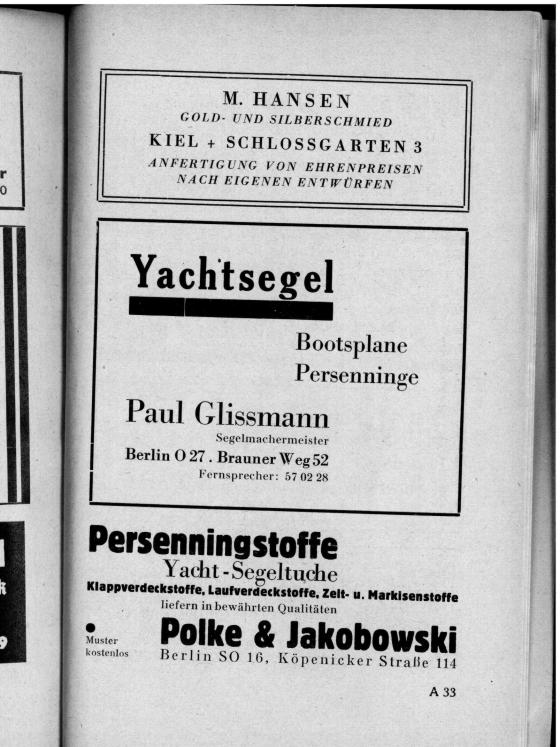 M. HANSEN
GOLD- UND SILBERSCHMIED
KIEL + SCHLOSSGARTEN 3
ANFERTIGUNG VON EHRENPREISEN
NACH EIGENEN ENTWÜRFEN
Yachtsegel
Bootsplane
Persenninge
Paul Glissmann
Segelmachermeister
Berlin O 27 . Brauner Weg 52
Fernsprecher: 57 02 28
Persenningstoffe
Yacht-Segeltuche
Klappverdeckstoffe, Laufverdeckstoffe, Zelt- u. Markisenstoffe
liefern in bewährten Qualitäten
Muster
kostenlos
Polke & Jakobowski
Berlin SO 16, Köpenicker Straße 114
A 33